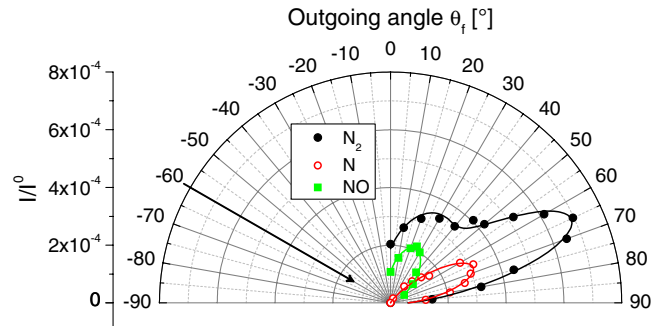 Outgoing angle θf [°]
0
-10 10
-20 20
-30 30
-40 40
-50 50
-60 60
-70 70
-80 80
-90 90
8x10⁻⁴
6x10⁻⁴
4x10⁻⁴
2x10⁻⁴
0
I/I⁰
N₂
N
NO